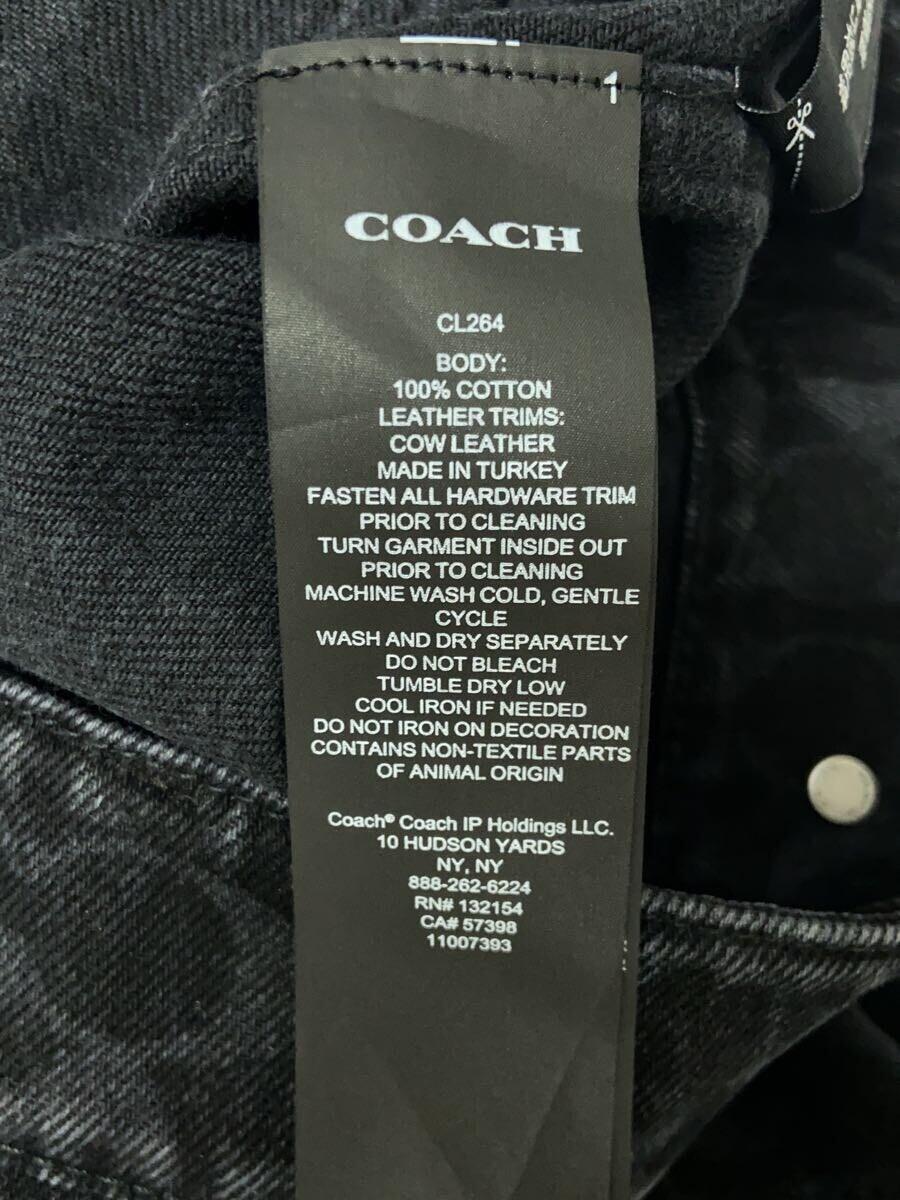 1
COACH
CL264
BODY:
100% COTTON
LEATHER TRIMS:
COW LEATHER
MADE IN TURKEY
FASTEN ALL HARDWARE TRIM
PRIOR TO CLEANING
TURN GARMENT INSIDE OUT
PRIOR TO CLEANING
MACHINE WASH COLD, GENTLE
CYCLE
WASH AND DRY SEPARATELY
DO NOT BLEACH
TUMBLE DRY LOW
COOL IRON IF NEEDED
DO NOT IRON ON DECORATION
CONTAINS NON-TEXTILE PARTS
OF ANIMAL ORIGIN
Coach® Coach IP Holdings LLC.
10 HUDSON YARDS
NY, NY
888-262-6224
RN# 132154
CA# 57398
11007393